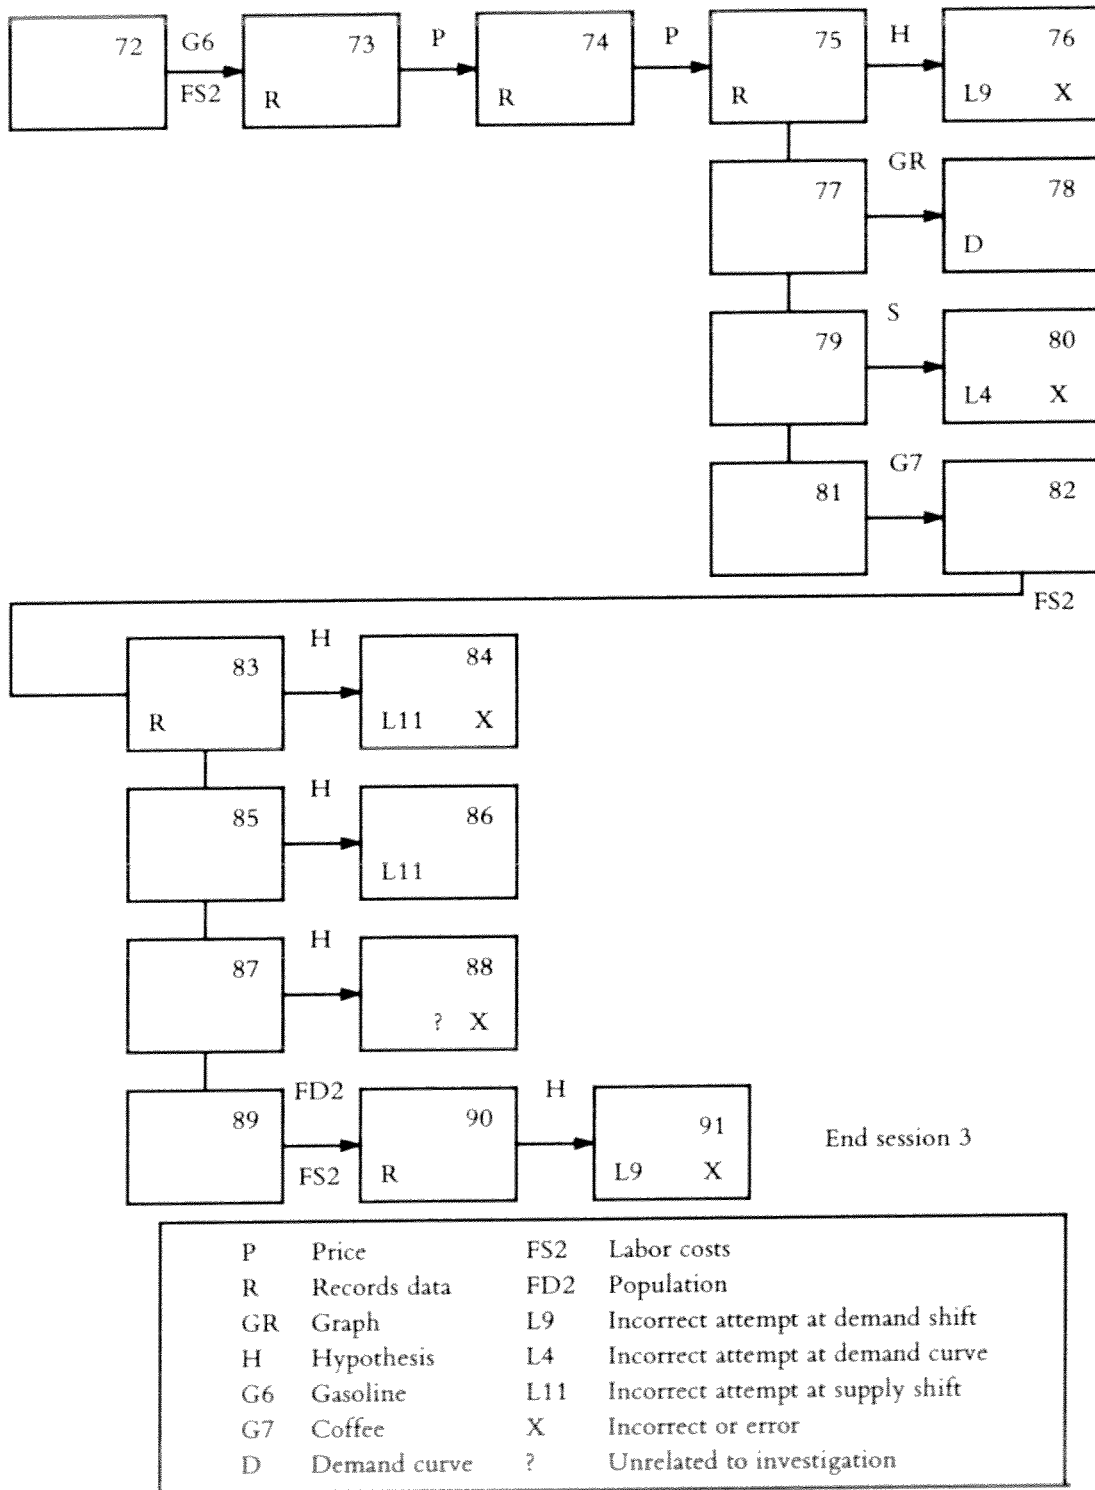 72 G6 FS2 73 R P 74 R P 75 R H 76 L9 X
77 GR 78 D
79 S 80 L4 X
81 G7 82
FS2
83 R H 84 L11 X
85 H 86 L11
87 H 88 ? X
89 FD2 FS2 90 R H 91 L9 X End session 3
P Price FS2 Labor costs
R Records data FD2 Population
GR Graph L9 Incorrect attempt at demand shift
H Hypothesis L4 Incorrect attempt at demand curve
G6 Gasoline L11 Incorrect attempt at supply shift
G7 Coffee X Incorrect or error
D Demand curve ? Unrelated to investigation